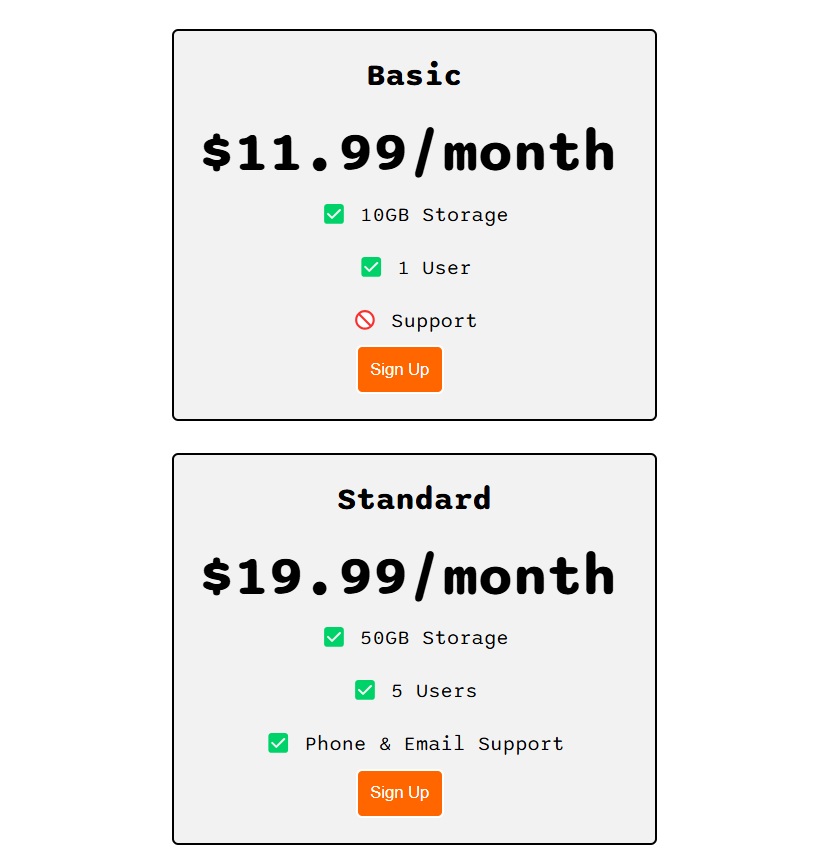 Basic
$11.99/month
10GB Storage
1 User
Support
Sign Up
Standard
$19.99/month
50GB Storage
5 Users
Phone & Email Support
Sign Up